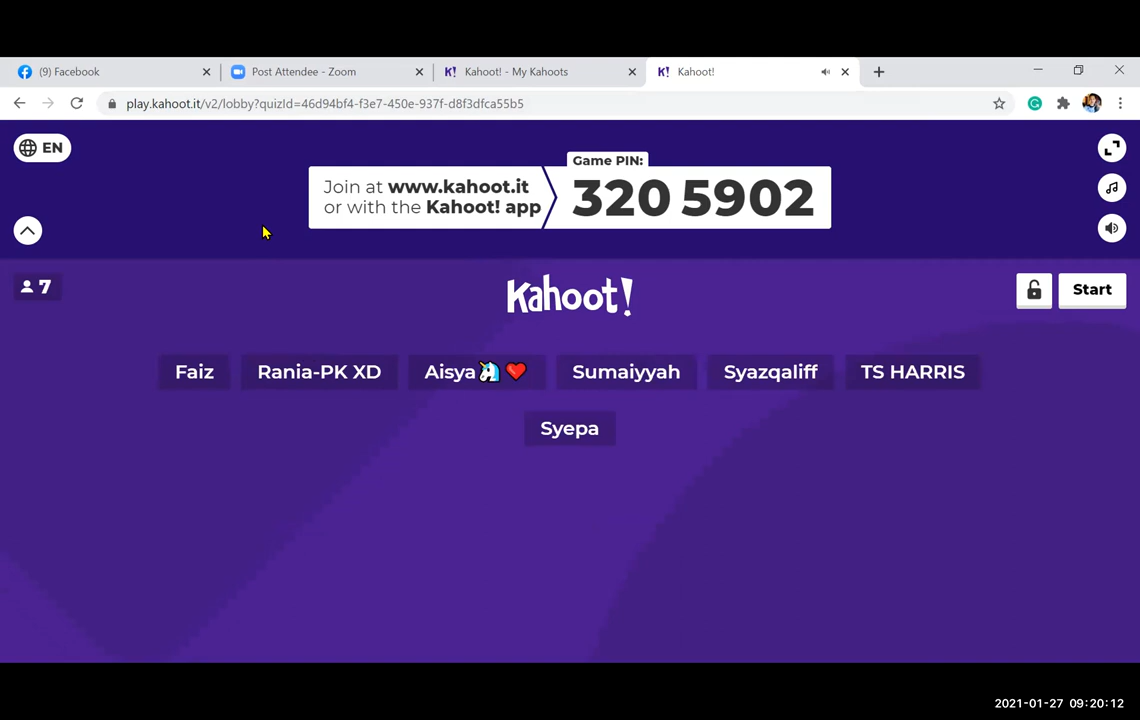 (9) Facebook
Post Attendee - Zoom
Kahoot! - My Kahoots
Kahoot!
play.kahoot.it/v2/lobby?quizId=46d94bf4-f3e7-450e-937f-d8f3dfca55b5
EN
Game PIN:
Join at www.kahoot.it
or with the Kahoot! app
320 5902
7
Kahoot!
Start
Faiz
Rania-PK XD
Aisya🦄❤️
Sumaiyyah
Syazqaliff
TS HARRIS
Syepa
2021-01-27 09:20:12